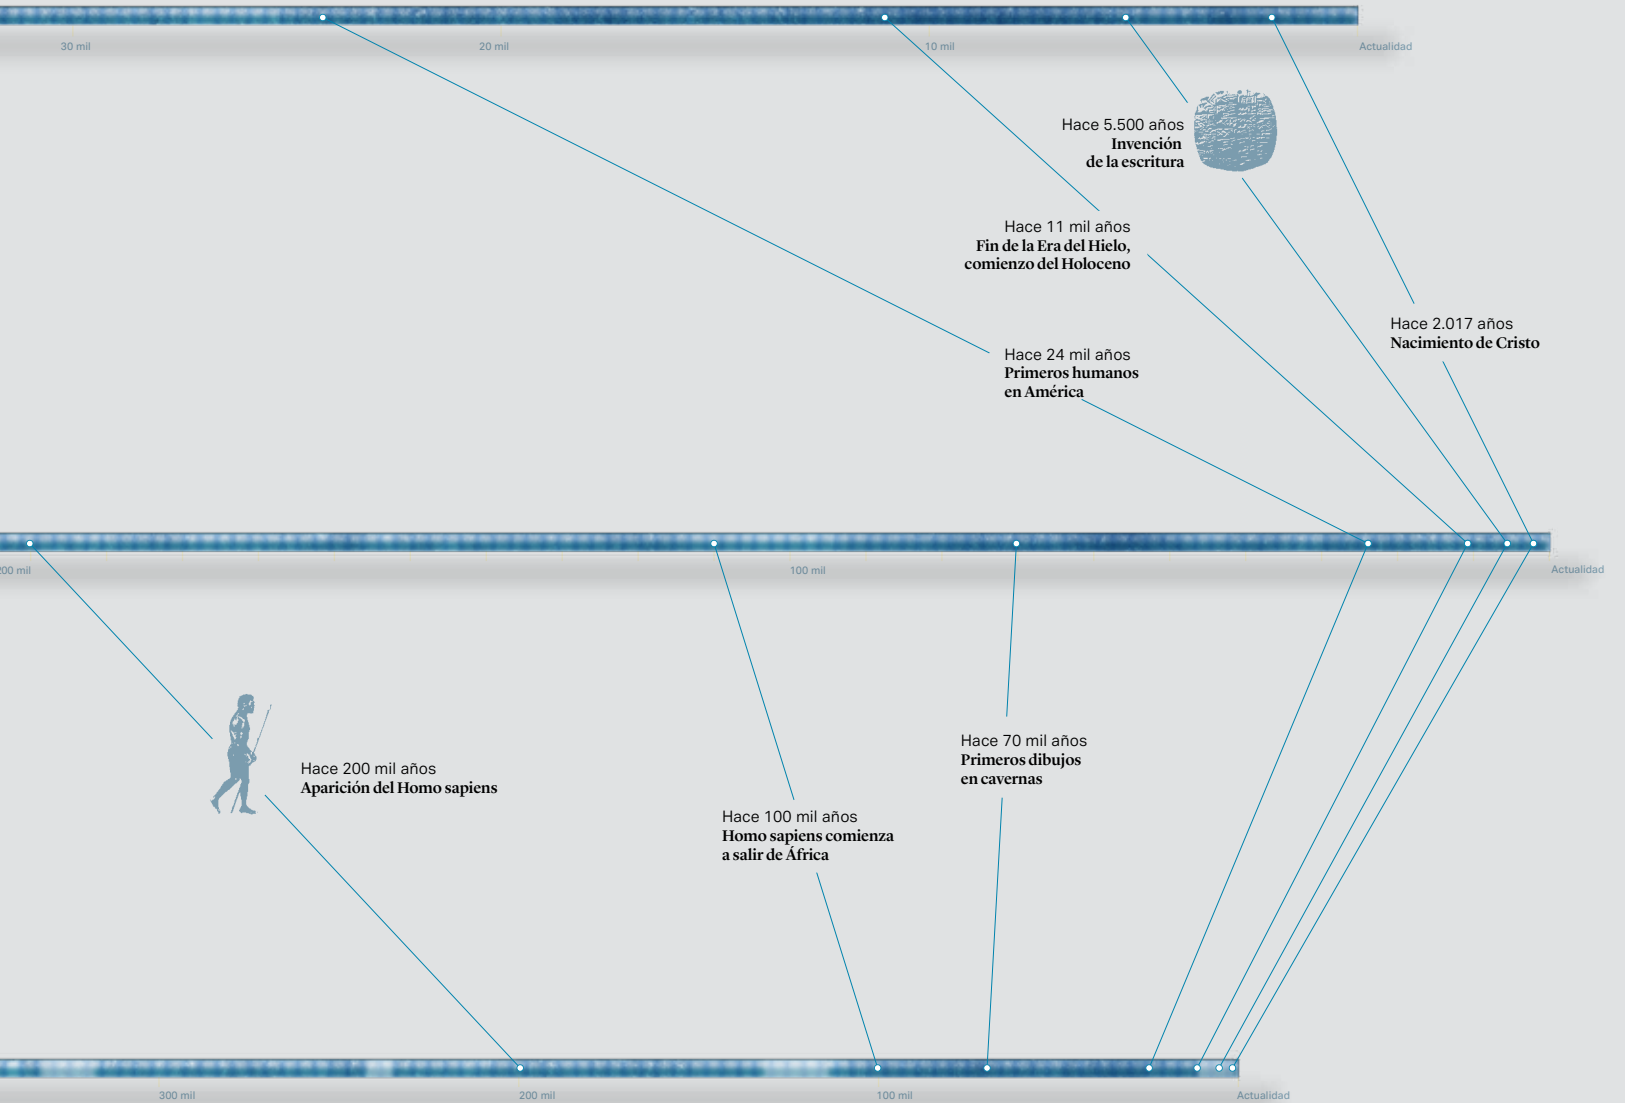 30 mil
20 mil
10 mil
Actualidad
Hace 5.500 años
Invención
de la escritura
Hace 11 mil años
Fin de la Era del Hielo,
comienzo del Holoceno
Hace 2.017 años
Nacimiento de Cristo
Hace 24 mil años
Primeros humanos
en América
200 mil
100 mil
Actualidad
Hace 200 mil años
Aparición del Homo sapiens
Hace 70 mil años
Primeros dibujos
en cavernas
Hace 100 mil años
Homo sapiens comienza
a salir de África
300 mil
200 mil
100 mil
Actualidad